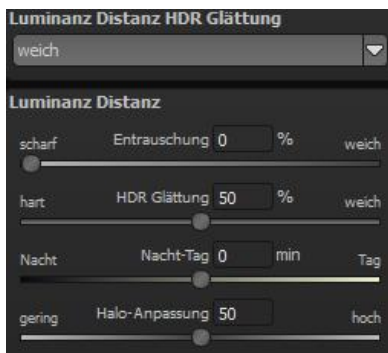 Luminanz Distanz HDR Glättung
weich
Luminanz Distanz
scharf Entrauschung 0 % weich
hart HDR Glättung 50 % weich
Nacht Nacht-Tag 0 min Tag
gering Halo-Anpassung 50 hoch